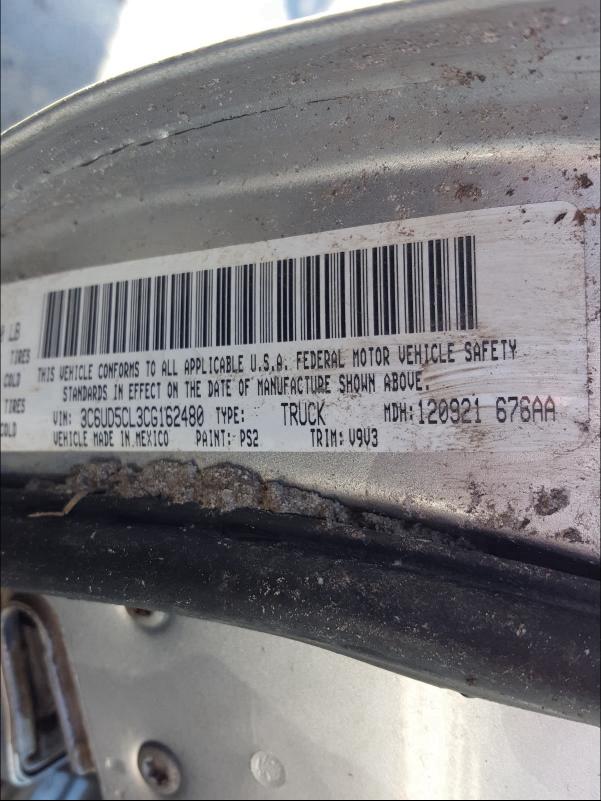 LB
TIRES
COLD
TIRES
COLD
THIS VEHICLE CONFORMS TO ALL APPLICABLE U.S.A. FEDERAL MOTOR VEHICLE SAFETY
STANDARDS IN EFFECT ON THE DATE OF MANUFACTURE SHOWN ABOVE.
VIN: 3C6UD5CL3CG162480 TYPE: TRUCK MDH:120921 676AA
VEHICLE MADE IN MEXICO PAINT: PS2 TRIM: V9V3